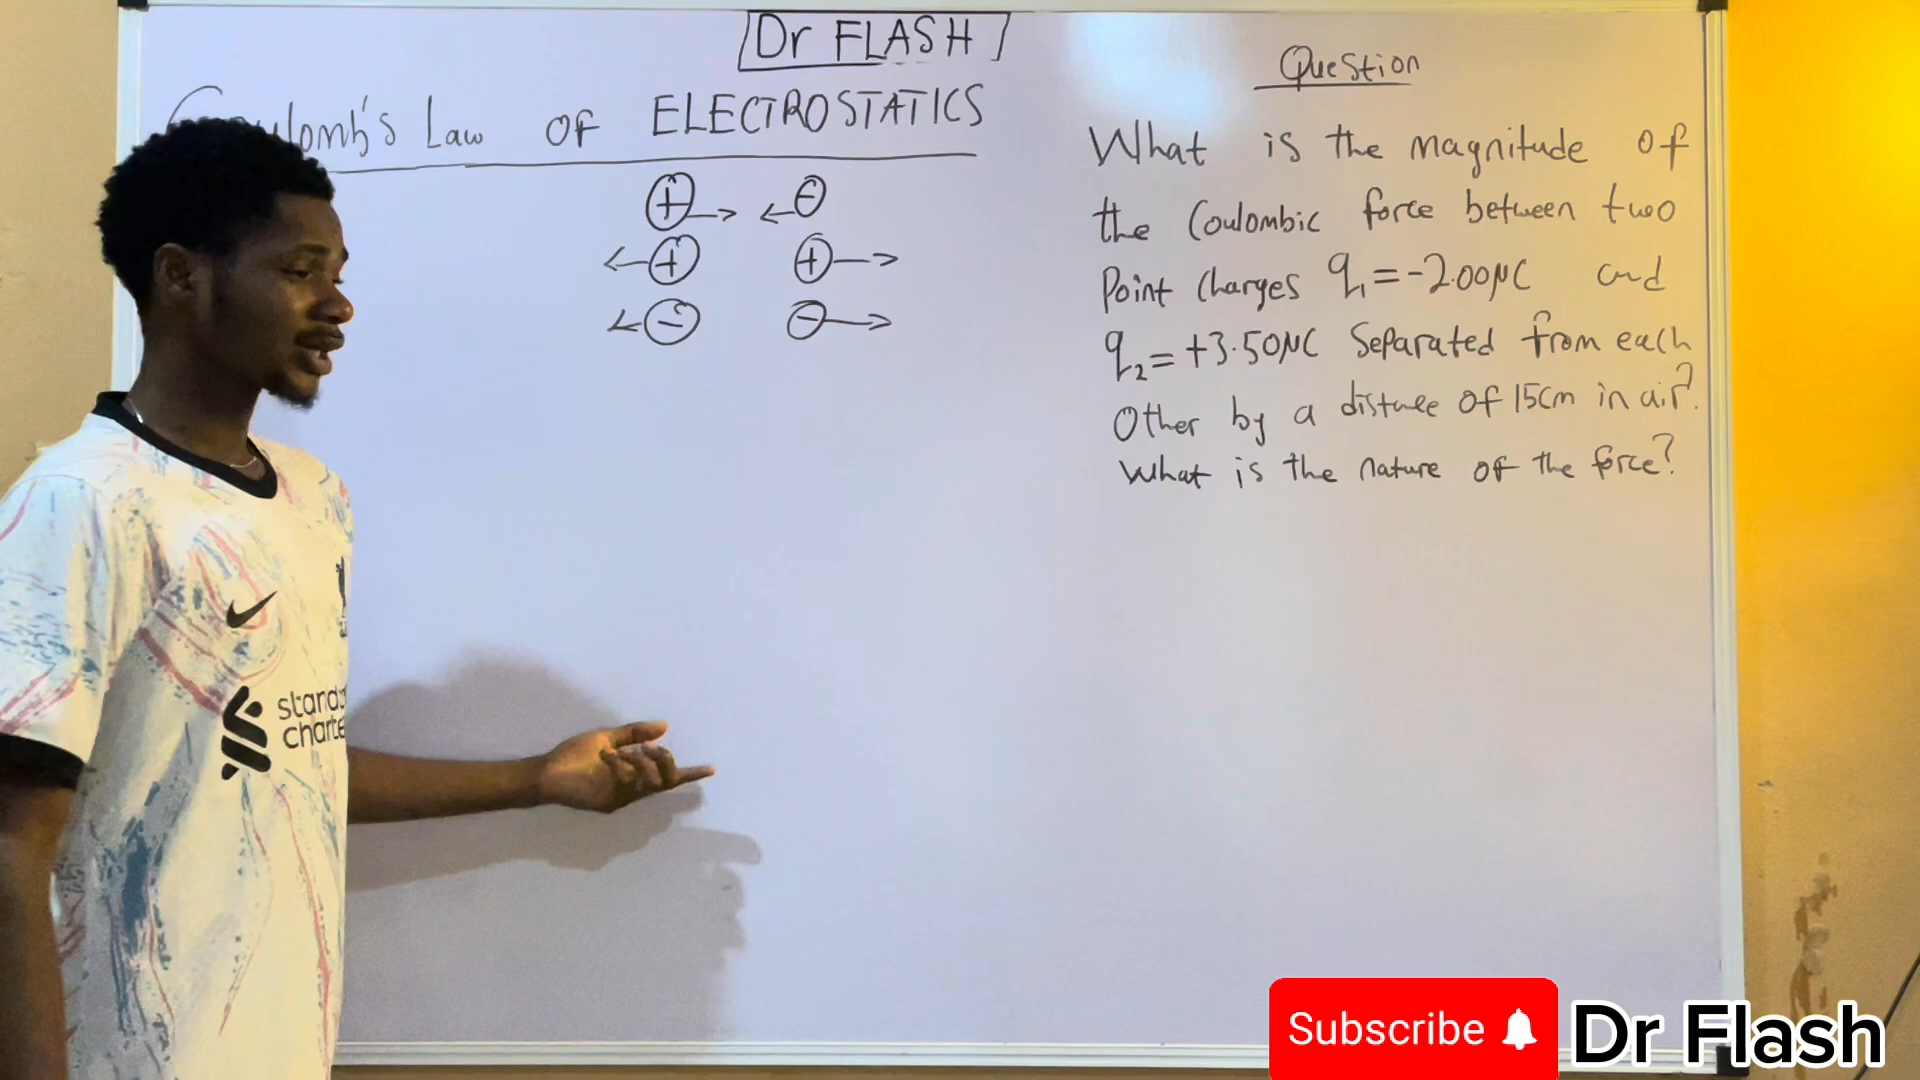 Dr FLASH
Coulomb's Law OF ELECTROSTATICS
+ -
+ +
- -
Question
What is the magnitude of
the Coulombic force between two
Point Charges q₁=-2.00μC and
q₂=+3.50μC Separated from each
Other by a distance of 15cm in air?
What is the nature of the force?
Subscribe
Dr Flash